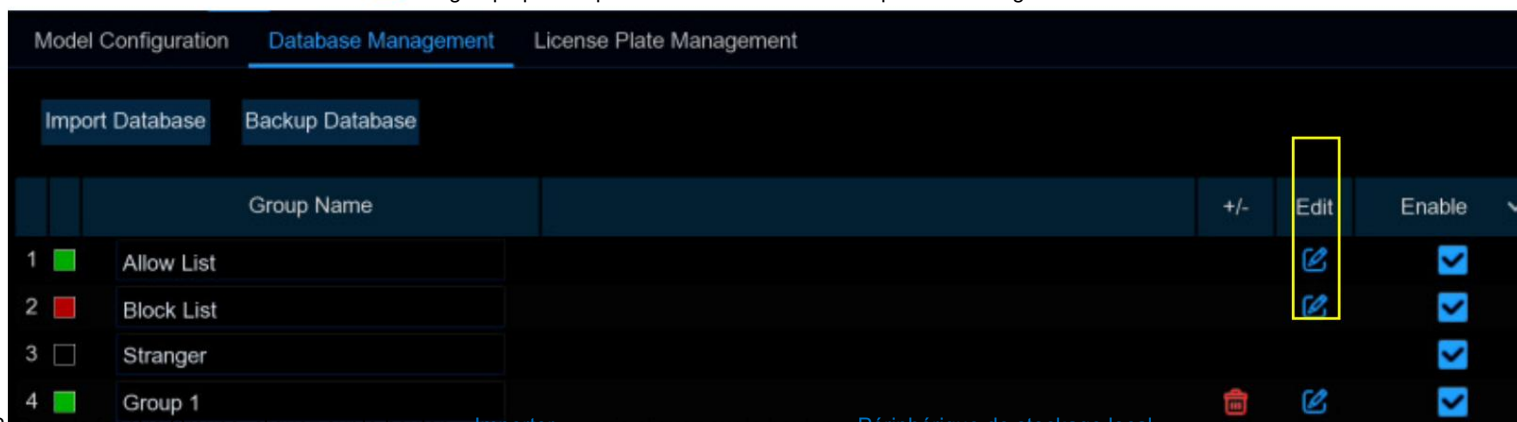 Model Configuration Database Management License Plate Management
Import Database Backup Database
Group Name +/- Edit Enable
1 Allow List
2 Block List
3 Stranger
4 Group 1